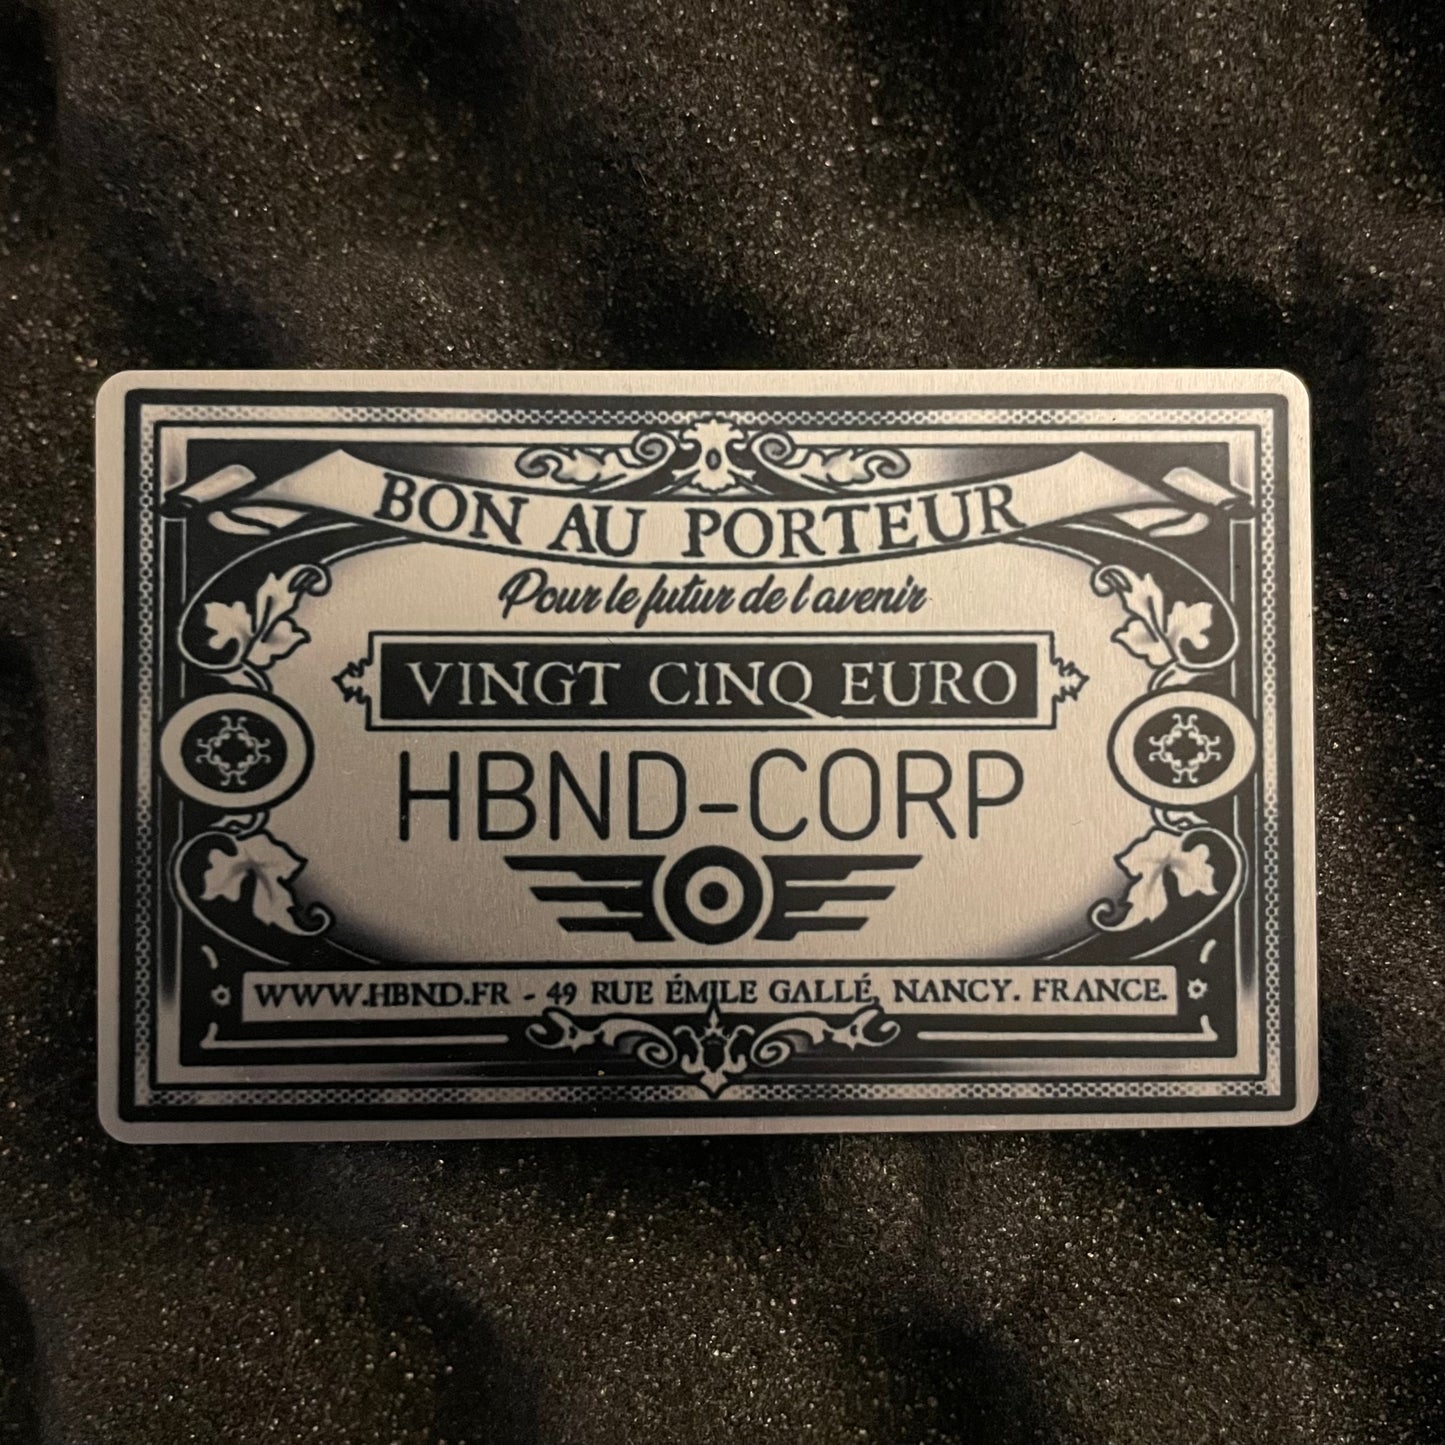 BON AU PORTEUR
Pour le futur de l'avenir
VINGT CINQ EURO
HBND-CORP
WWW.HBND.FR - 49 RUE ÉMILE GALLÉ, NANCY. FRANCE.